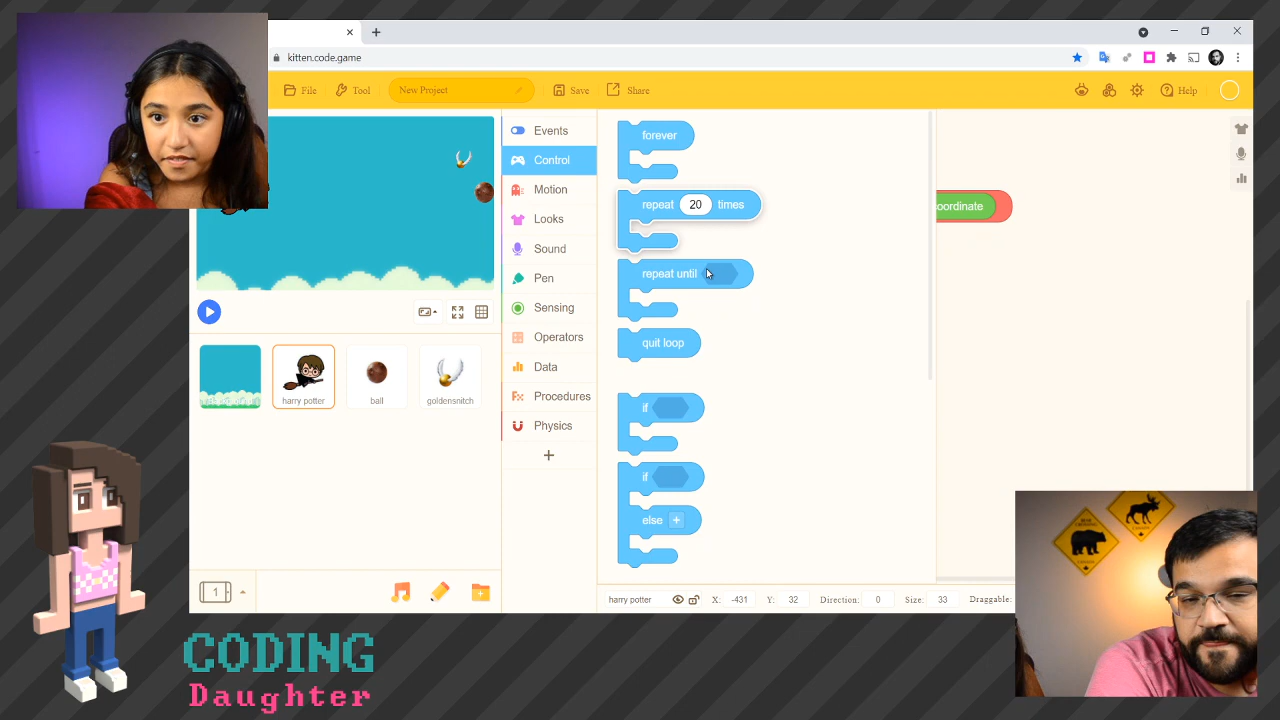 kitten.code.game
File
Tool
New Project
Save
Share
Help
Events
Control
Motion
Looks
Sound
Pen
Sensing
Operators
Data
Procedures
Physics
forever
repeat 20 times
repeat until
quit loop
if
if
else +
oordinate
harry potter
ball
goldensnitch
1
harry potter
X: -431
Y: 32
Direction: 0
Size: 33
Draggable:
CODING
Daughter